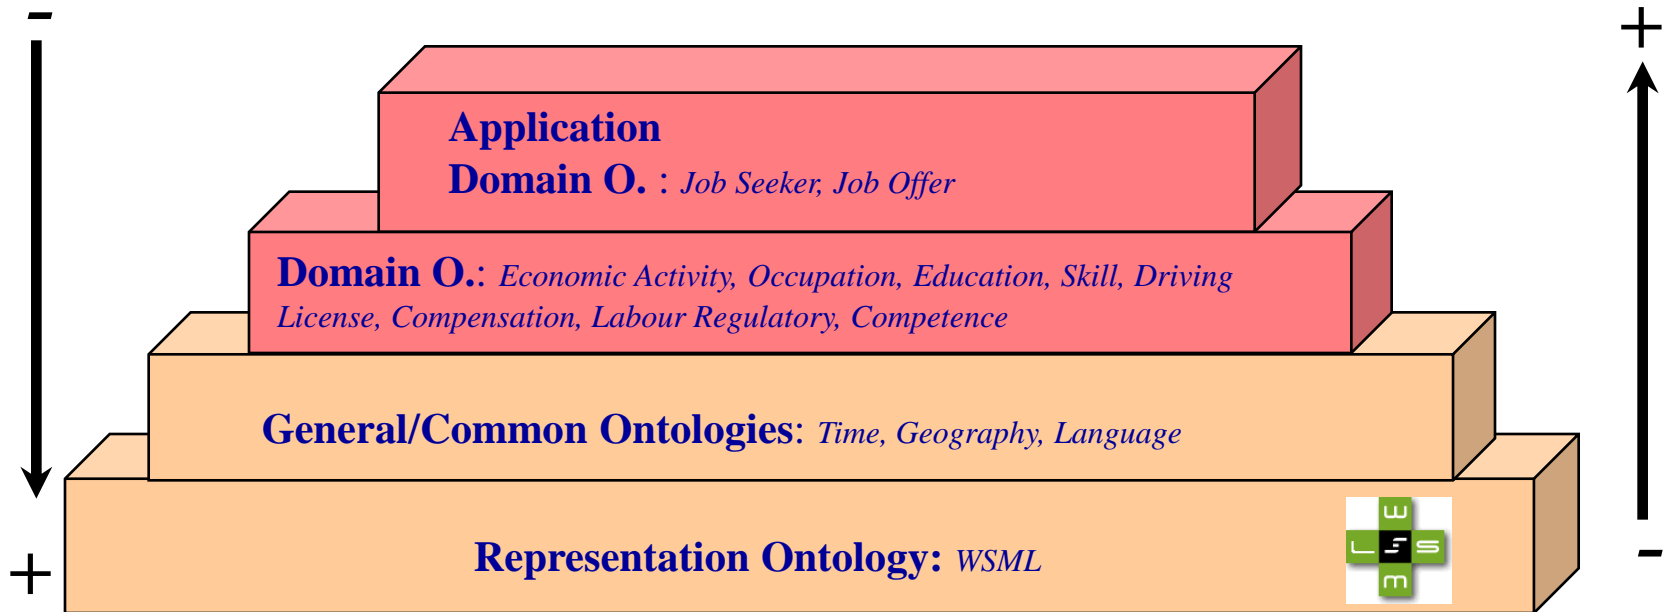 -
+
Application
Domain O. : Job Seeker, Job Offer
Domain O.: Economic Activity, Occupation, Education, Skill, Driving
License, Compensation, Labour Regulatory, Competence
General/Common Ontologies: Time, Geography, Language
Representation Ontology: WSML
W
L S
M
+
-